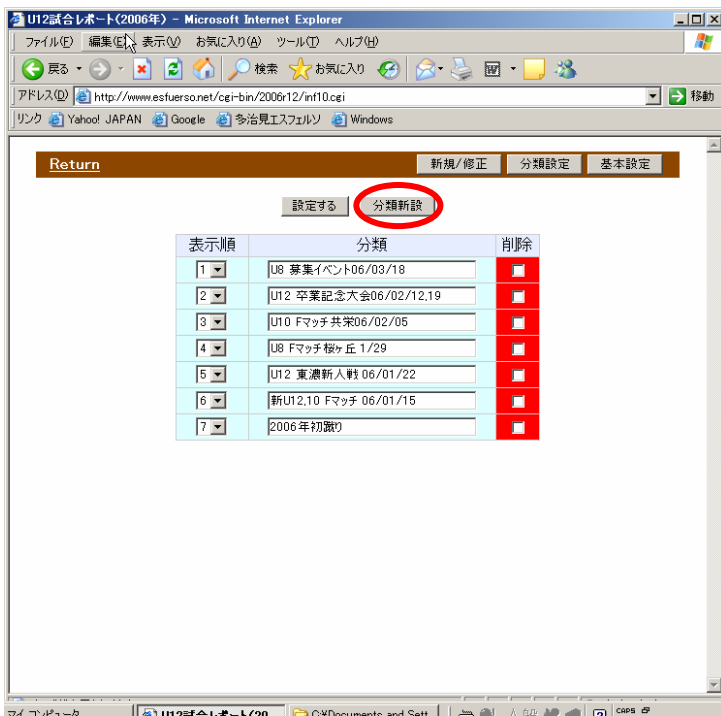 U12試合レポート(2006年) - Microsoft Internet Explorer
ファイル(F) 編集(E) 表示(V) お気に入り(A) ツール(T) ヘルプ(H)
戻る 検索 お気に入り
アドレス(D) http://www.esfuerso.net/cgi-bin/2006r12/inf10.cgi 移動
リンク Yahoo! JAPAN Google 多治見エスフェルソ Windows
Return 新規/修正 分類設定 基本設定
設定する 分類新設
表示順 分類 削除
1 U8 募集イベント06/03/18
2 U12 卒業記念大会06/02/12,19
3 U10 Fマッチ共栄06/02/05
4 U8 Fマッチ桜ヶ丘 1/29
5 U12 東濃新人戦 06/01/22
6 新U12,10 Fマッチ 06/01/15
7 2006年初蹴り
マイ コンピュータ U12試合レポート(20... C:¥Documents and Sett... CAPS